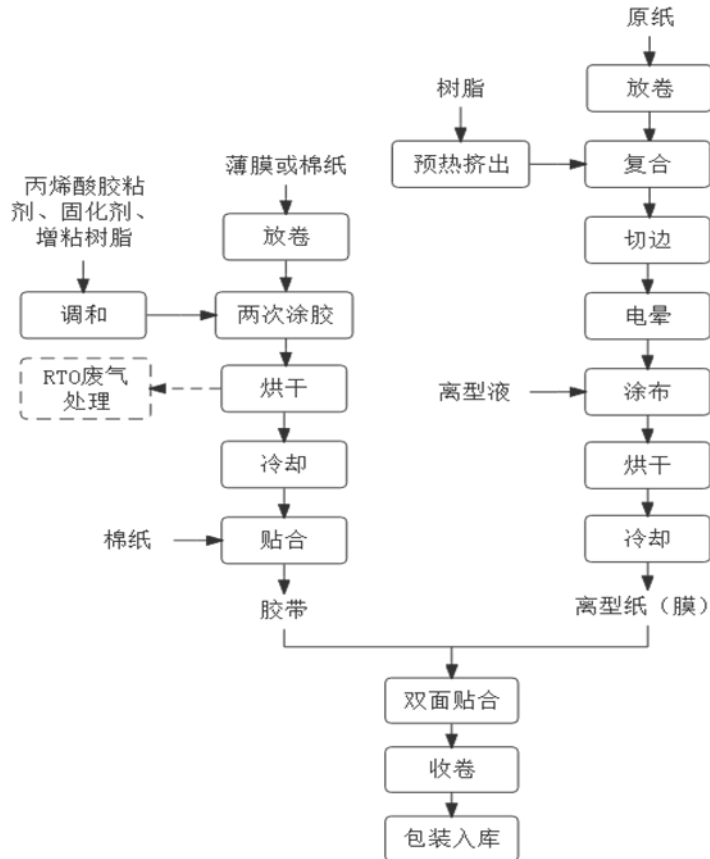 原纸
放卷
树脂
预热挤出
复合
切边
电晕
离型液
涂布
烘干
冷却
离型纸（膜）
薄膜或棉纸
放卷
丙烯酸胶粘
剂、固化剂、
增粘树脂
调和
两次涂胶
RTO废气
处理
烘干
冷却
棉纸
贴合
胶带
双面贴合
收卷
包装入库